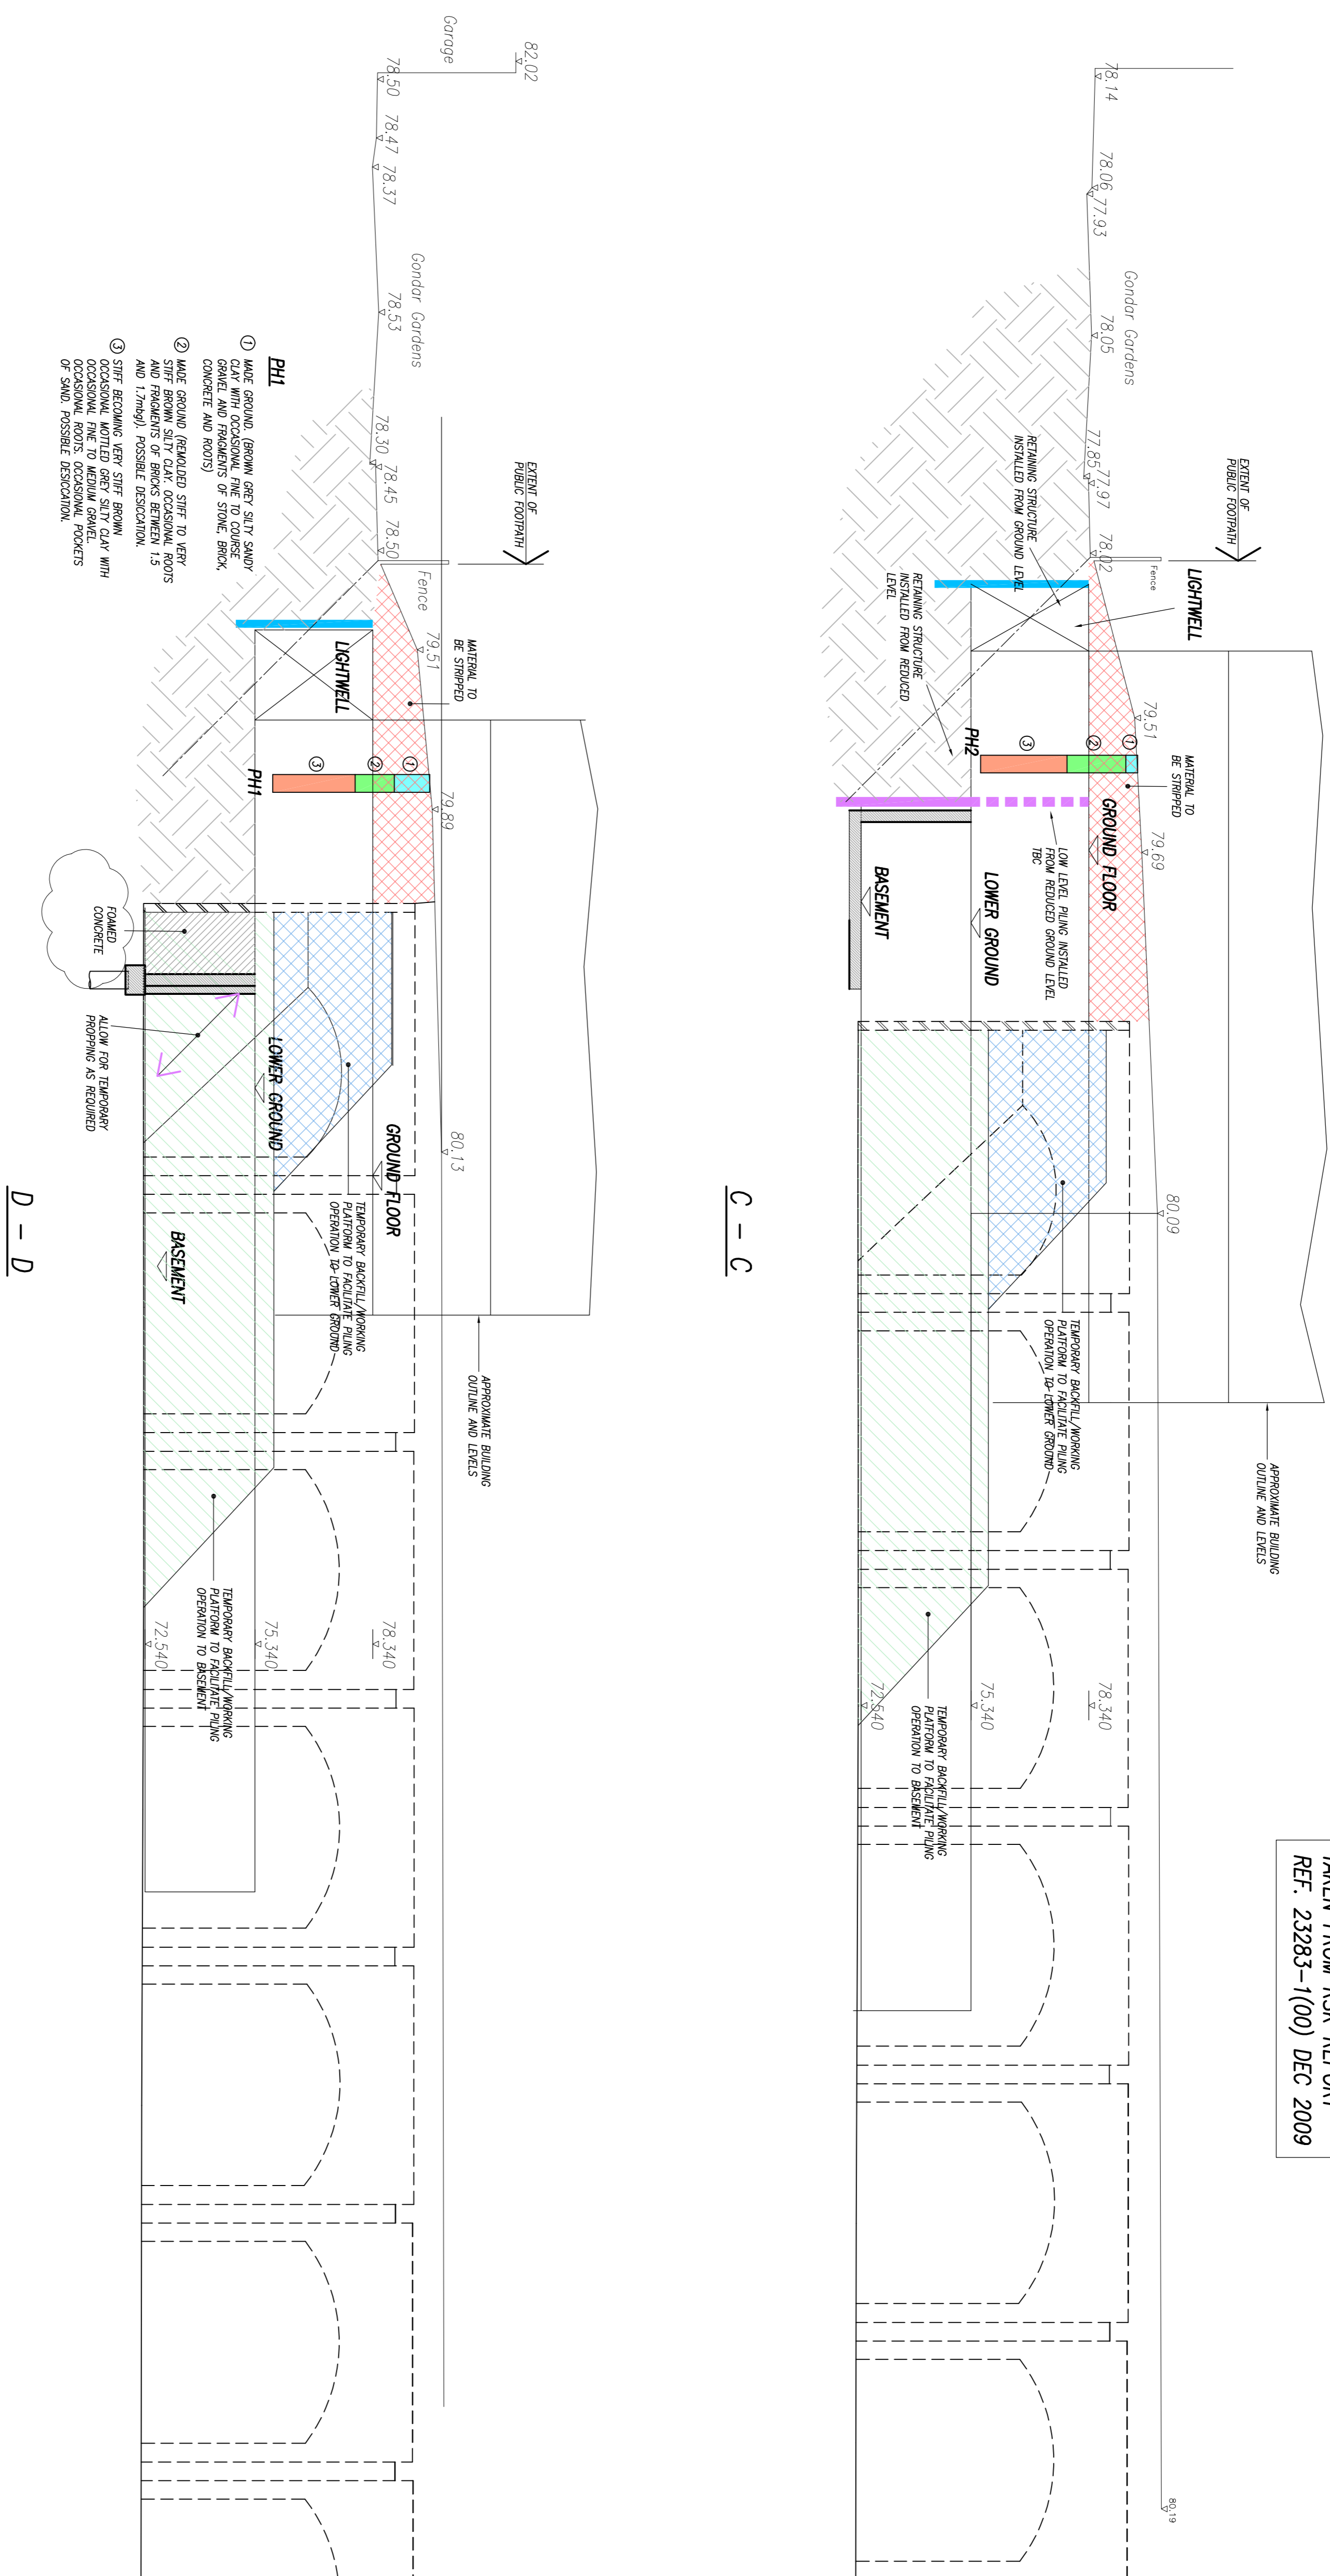 TAKEN FROM RSK REPORT
REF. 23283-1(00) DEC 2009
EXTENT OF
PUBLIC FOOTPATH
LIGHTWELL
Fence
78.14
78.06
77.93
Gondar Gardens
78.05
77.85
77.97
78.02
79.51
79.69
80.09
80.19
RETAINING STRUCTURE
INSTALLED FROM GROUND LEVEL
RETAINING STRUCTURE
INSTALLED FROM REDUCED
LEVEL
MATERIAL TO
BE STRIPPED
PH2
1
2
3
GROUND FLOOR
LOW LEVEL PILING INSTALLED
FROM REDUCED GROUND LEVEL
TBC
LOWER GROUND
BASEMENT
APPROXIMATE BUILDING
OUTLINE AND LEVELS
TEMPORARY BACKFILL/WORKING
PLATFORM TO FACILITATE PILING
OPERATION TO LOWER GROUND
TEMPORARY BACKFILL/WORKING
PLATFORM TO FACILITATE PILING
OPERATION TO BASEMENT
78.340
75.340
72.540
C - C
EXTENT OF
PUBLIC FOOTPATH
82.02
Garage
78.50
78.47
78.37
Gondar Gardens
78.53
78.30
78.45
78.50
Fence
79.51
79.89
80.13
MATERIAL TO
BE STRIPPED
LIGHTWELL
PH1
1
2
3
GROUND FLOOR
LOWER GROUND
BASEMENT
APPROXIMATE BUILDING
OUTLINE AND LEVELS
TEMPORARY BACKFILL/WORKING
PLATFORM TO FACILITATE PILING
OPERATION TO LOWER GROUND
TEMPORARY BACKFILL/WORKING
PLATFORM TO FACILITATE PILING
OPERATION TO BASEMENT
78.340
75.340
72.540
FOAMED
CONCRETE
ALLOW FOR TEMPORARY
PROPPING AS REQUIRED
PH1
1 MADE GROUND. (BROWN GREY SILTY SANDY
CLAY WITH OCCASIONAL FINE TO COURSE
GRAVEL AND FRAGMENTS OF STONE, BRICK,
CONCRETE AND ROOTS)
2 MADE GROUND (REMOLDED STIFF TO VERY
STIFF BROWN SILTY CLAY. OCCASIONAL ROOTS
AND FRAGMENTS OF BRICKS BETWEEN 1.5
AND 1.7mbgl). POSSIBLE DESICCATION.
3 STIFF BECOMING VERY STIFF BROWN
OCCASIONAL MOTTLED GREY SILTY CLAY WITH
OCCASIONAL FINE TO MEDIUM GRAVEL.
OCCASIONAL ROOTS. OCCASIONAL POCKETS
OF SAND. POSSIBLE DESICCATION.
D - D